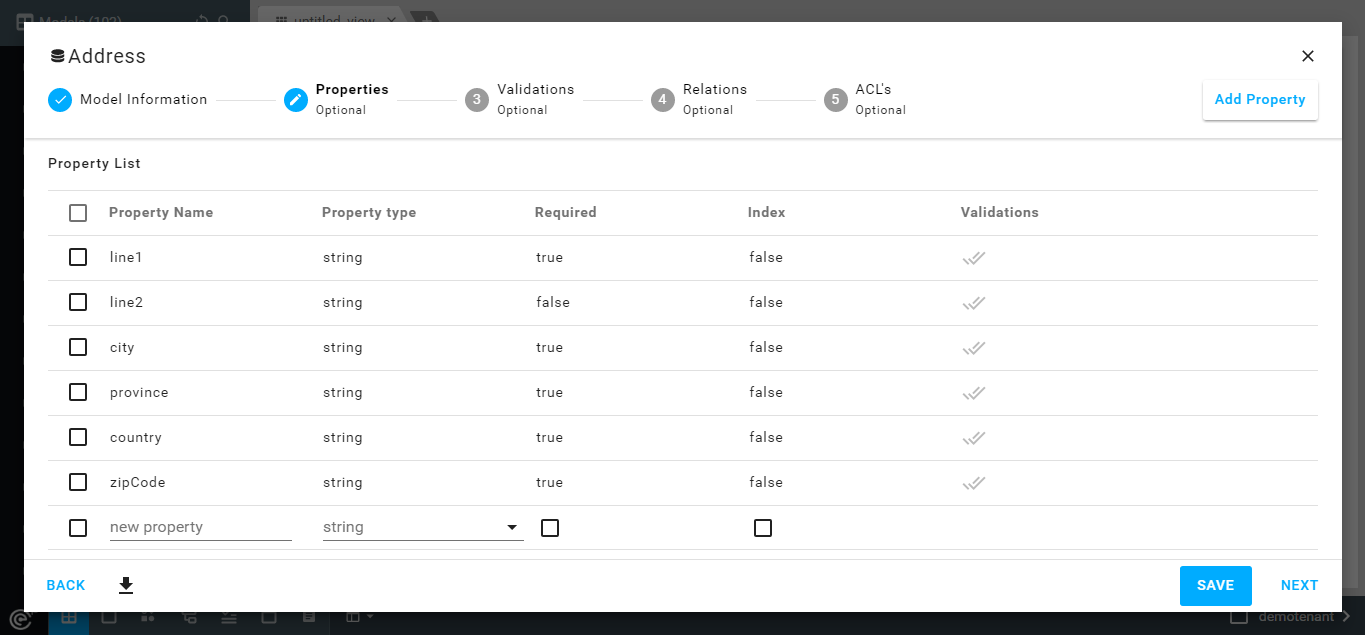 Models (193)
untitled_view
Address
Model Information
Properties
Optional
3 Validations
Optional
4 Relations
Optional
5 ACL's
Optional
Add Property
Property List
Property Name Property type Required Index Validations
line1 string true false
line2 string false false
city string true false
province string true false
country string true false
zipCode string true false
new property string
BACK SAVE NEXT
demotenant